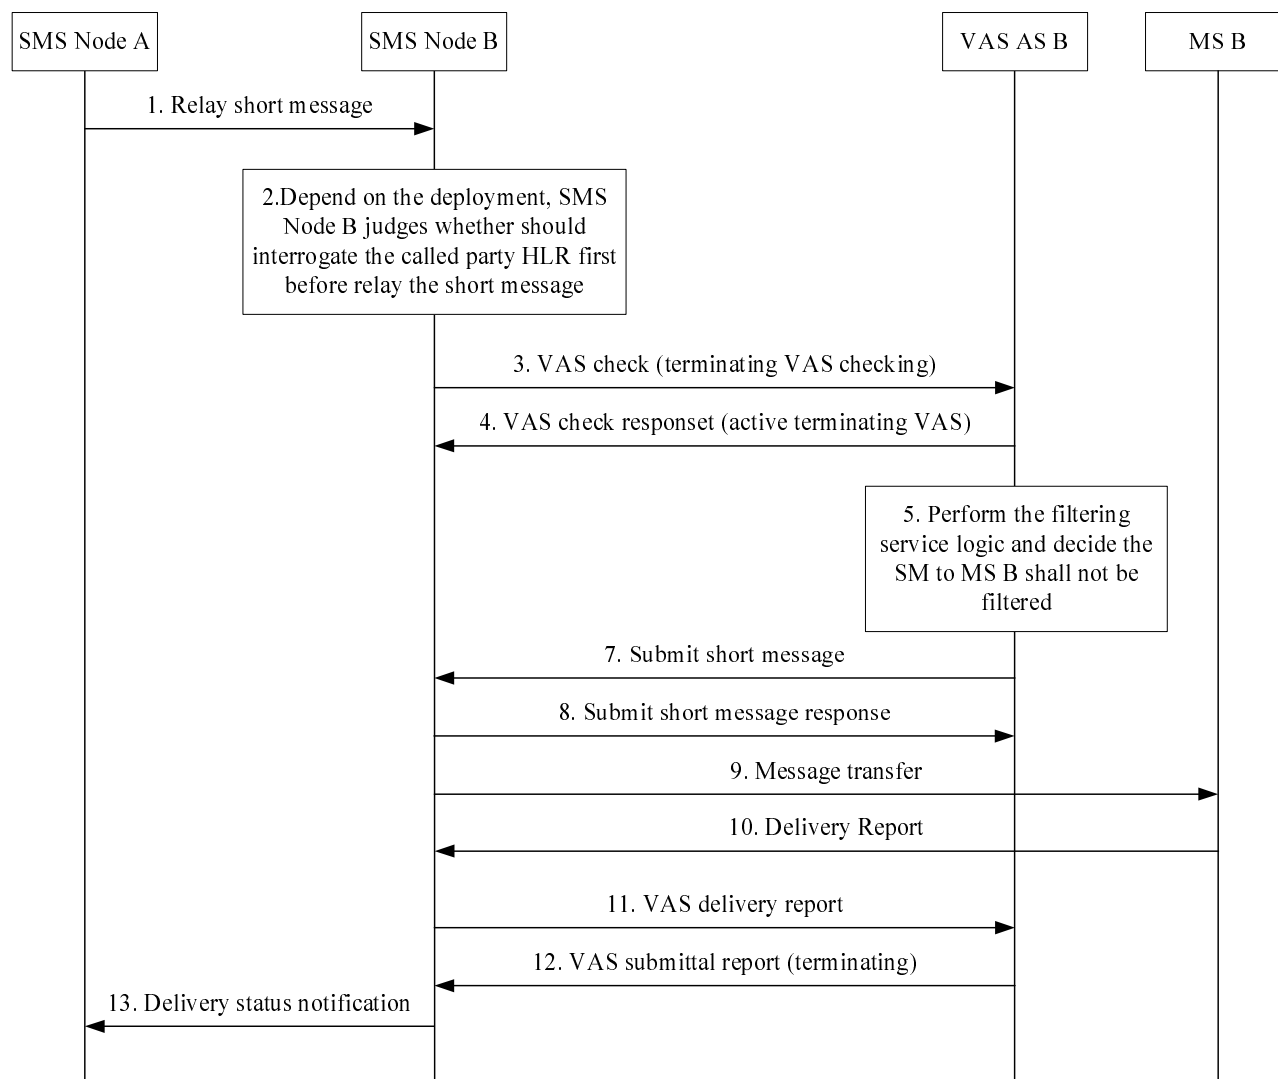 SMS Node A
SMS Node B
VAS AS B
MS B
1. Relay short message
2.Depend on the deployment, SMS
Node B judges whether should
interrogate the called party HLR first
before relay the short message
3. VAS check (terminating VAS checking)
4. VAS check responset (active terminating VAS)
5. Perform the filtering
service logic and decide the
SM to MS B shall not be
filtered
7. Submit short message
8. Submit short message response
9. Message transfer
10. Delivery Report
11. VAS delivery report
12. VAS submittal report (terminating)
13. Delivery status notification